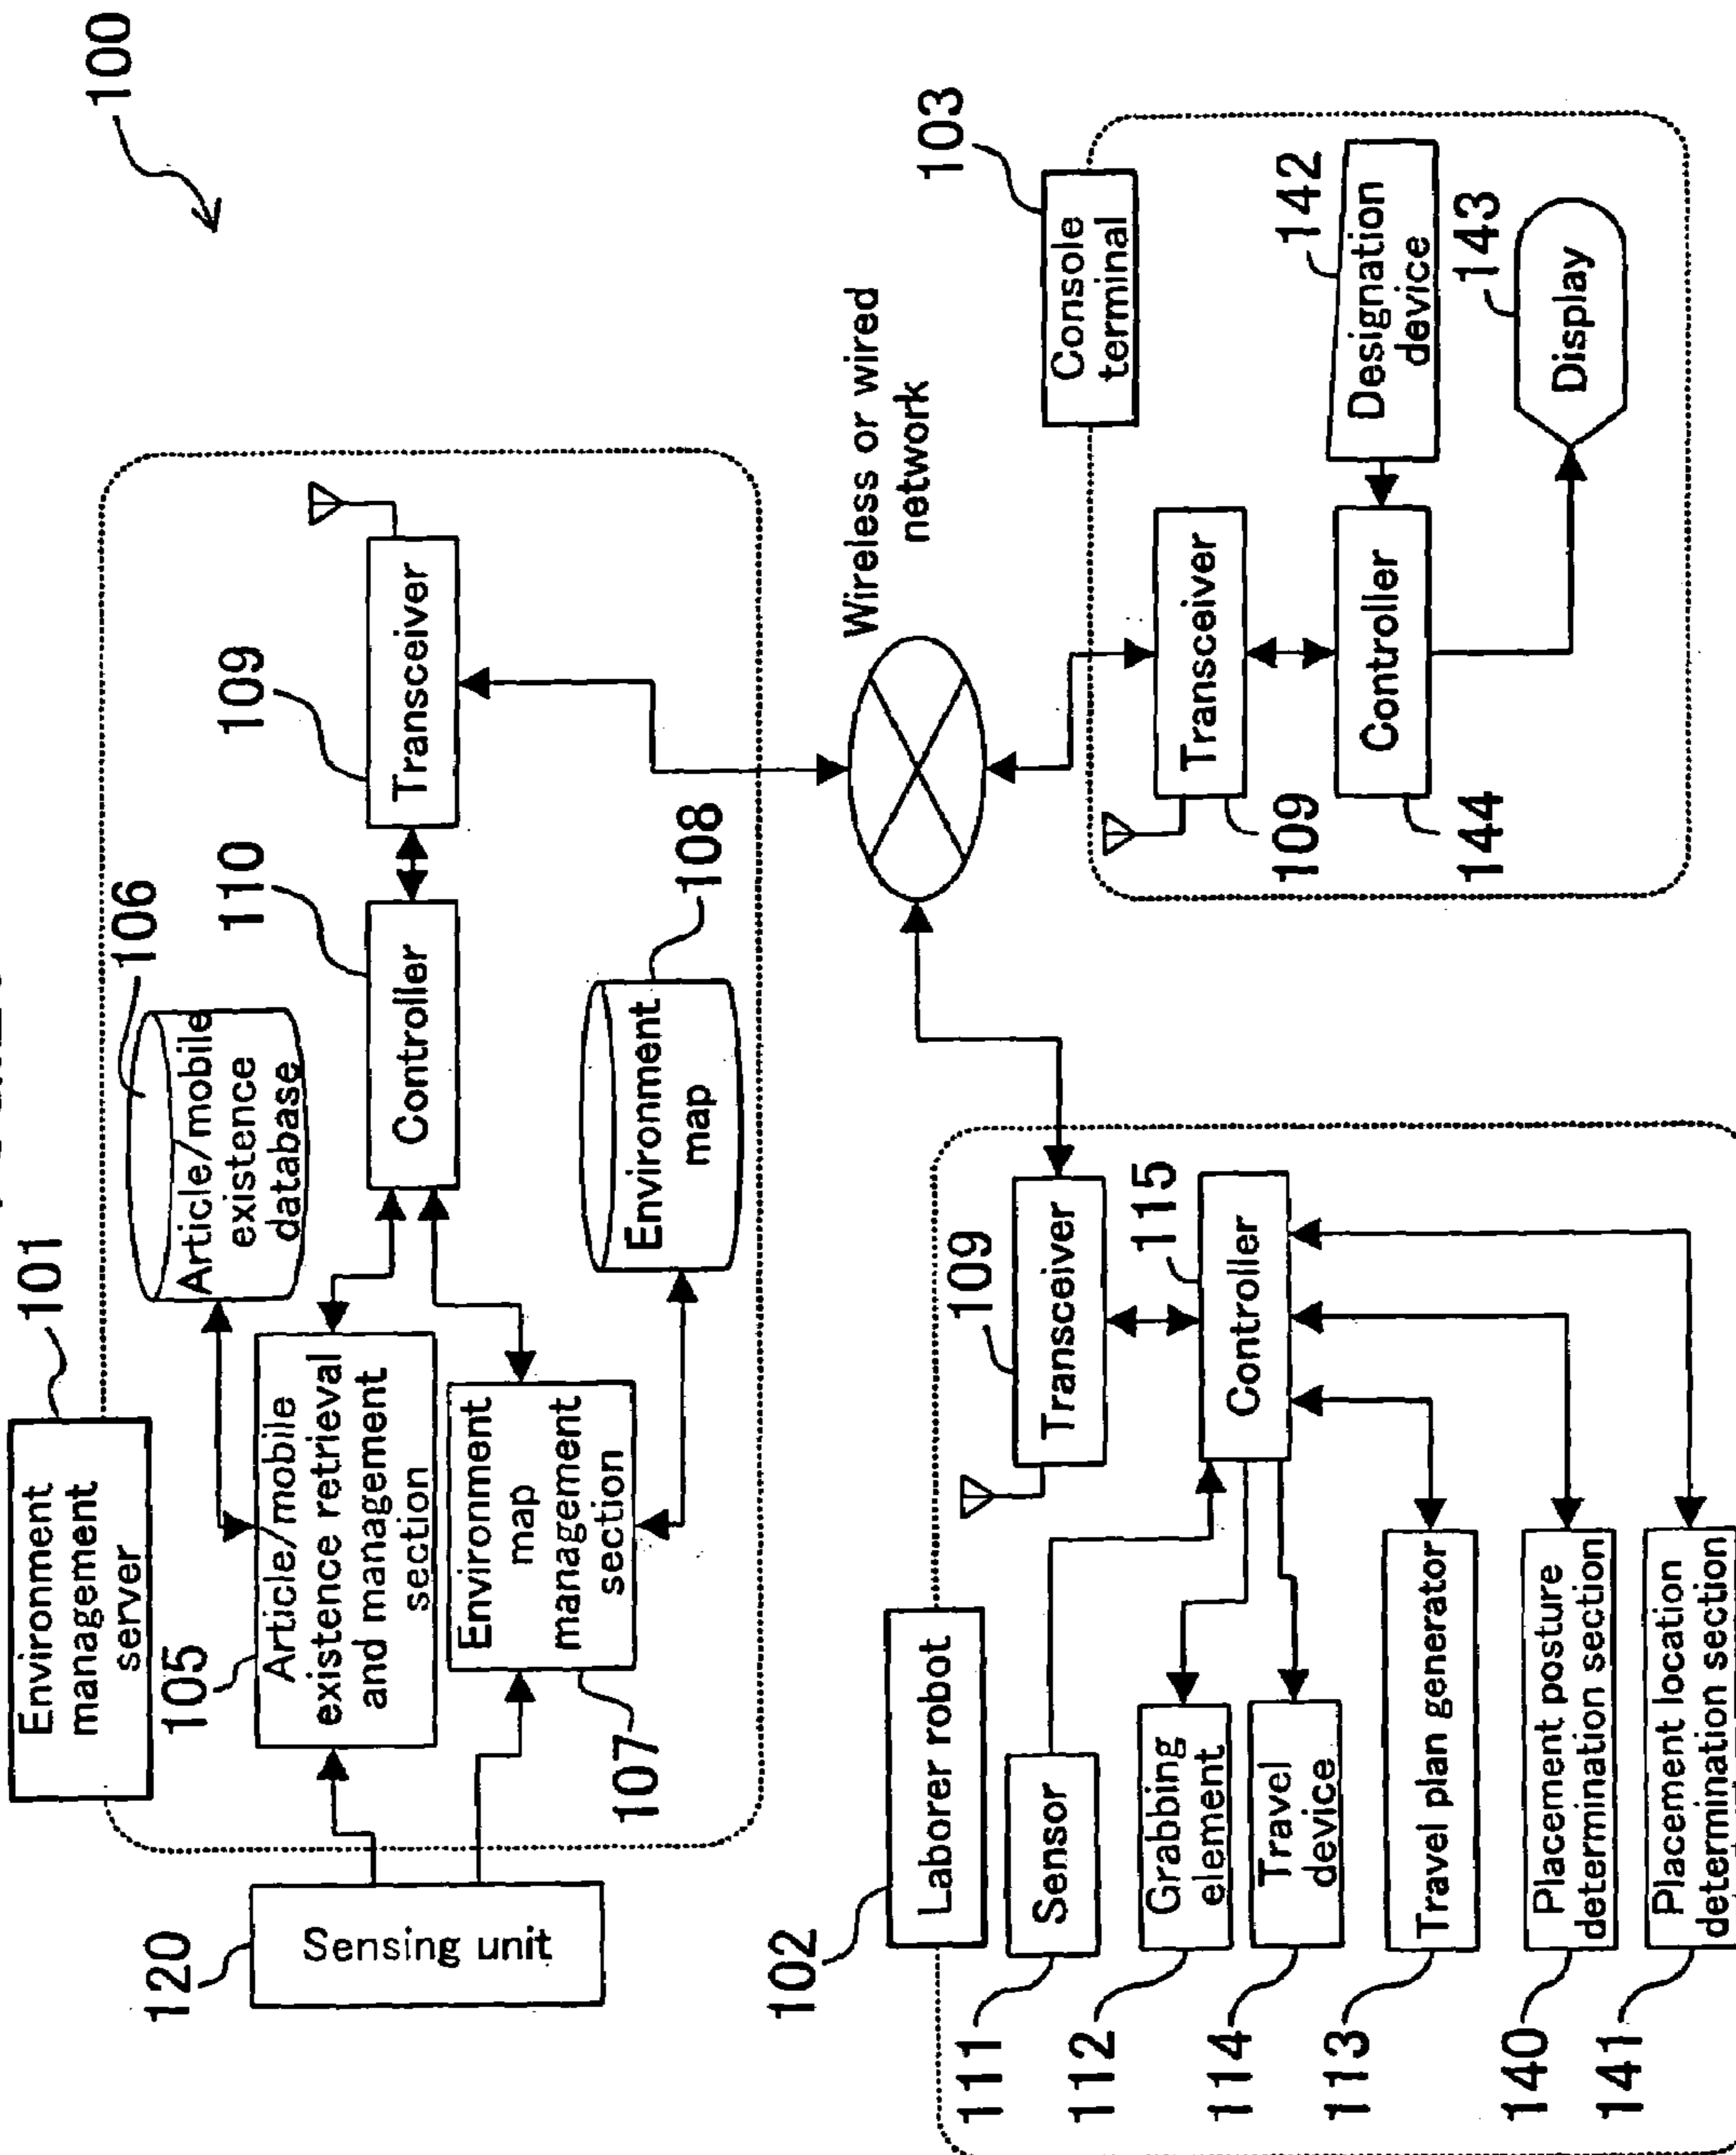 100
Environment
management
server
101
105
Article/mobile
existence retrieval
and management
section
106
Article/mobile
existence
database
110
Controller
109
Transceiver
Environment
map
management
section
107
108
Environment
map
120
Sensing unit
Wireless or wired
network
103
Console
terminal
Transceiver
109
142
Designation
device
Controller
144
143
Display
102
Laborer robot
109
Transceiver
115
Controller
111
Sensor
112
Grabbing
element
114
Travel
device
113
Travel plan generator
140
Placement posture
determination section
141
Placement location
determination section